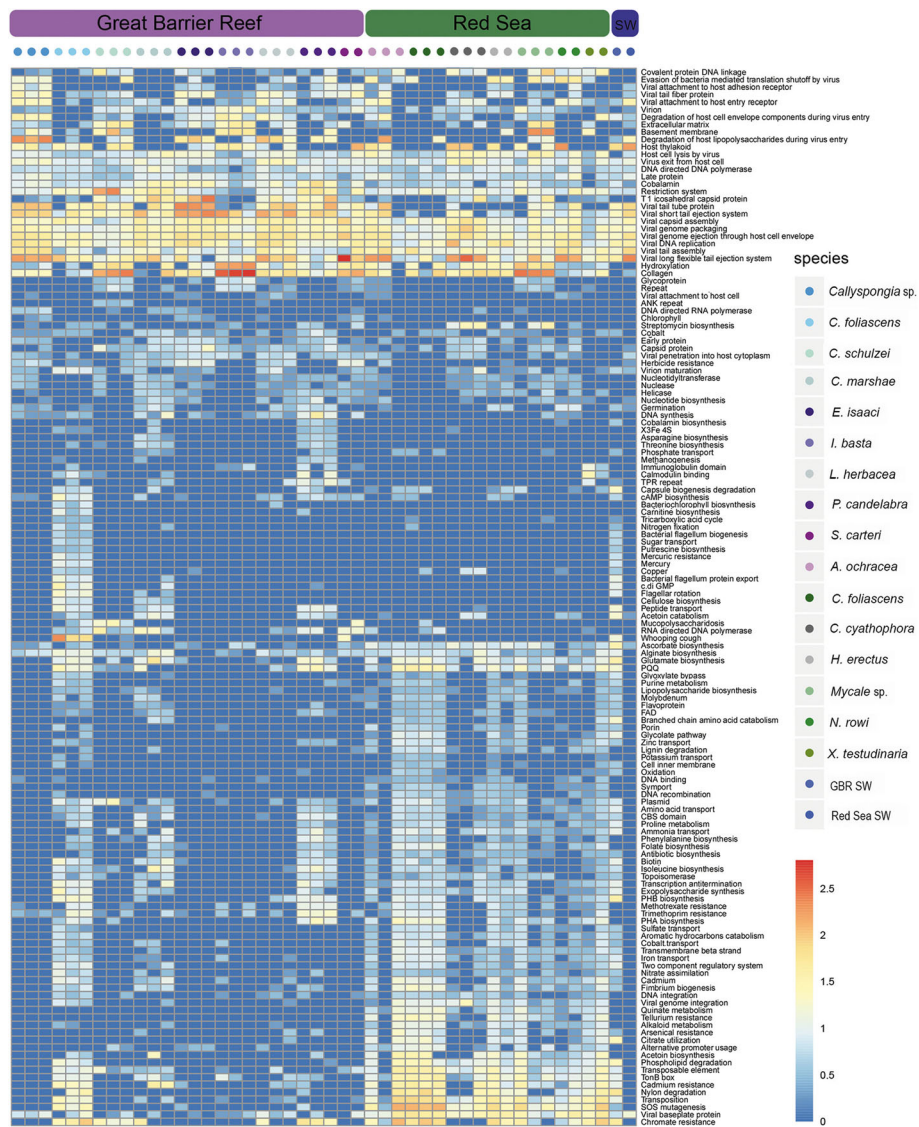 Great Barrier Reef
Red Sea
SW
Covalent protein DNA linkage
Evasion of bacteria mediated translation shutoff by virus
Viral attachment to host adhesion receptor
Viral tail fiber protein
Viral attachment to host entry receptor
Virion
Degradation of host cell envelope components during virus entry
Extracellular matrix
Basement membrane
Degradation of host lipopolysaccharides during virus entry
Host thylakoid
Host cell lysis by virus
Virus exit from host cell
DNA directed DNA polymerase
Late protein
Cobalamin
Restriction system
T1 icosahedral capsid protein
Viral tail tube protein
Viral short tail ejection system
Viral capsid assembly
Viral genome packaging
Viral genome ejection through host cell envelope
Viral DNA replication
Viral tail assembly
Viral long flexible tail ejection system
Hydroxylation
Collagen
Glycoprotein
Repeat
Viral attachment to host cell
ANK repeat
DNA directed RNA polymerase
Chlorophyll
Streptomycin biosynthesis
Cobalt
Early protein
Capsid protein
Viral penetration into host cytoplasm
Herbicide resistance
Virion maturation
Nucleotidyltransferase
Nuclease
Helicase
Nucleotide biosynthesis
Germination
DNA synthesis
Cobalamin biosynthesis
X3Fe 4S
Asparagine biosynthesis
Threonine biosynthesis
Phosphate transport
Methanogenesis
Immunoglobulin domain
Calmodulin binding
TPR repeat
Capsule biogenesis degradation
cAMP biosynthesis
Bacteriochlorophyll biosynthesis
Carnitine biosynthesis
Tricarboxylic acid cycle
Nitrogen fixation
Bacterial flagellum biogenesis
Sugar transport
Putrescine biosynthesis
Mercuric resistance
Mercury
Copper
Bacterial flagellum protein export
c.di GMP
Flagellar rotation
Cellulose biosynthesis
Peptide transport
Acetoin catabolism
Mucopolysaccharidosis
RNA directed DNA polymerase
Whooping cough
Ascorbate biosynthesis
Alginate biosynthesis
Glutamate biosynthesis
PQQ
Glyoxylate bypass
Purine metabolism
Lipopolysaccharide biosynthesis
Molybdenum
Flavoprotein
FAD
Branched chain amino acid catabolism
Porin
Glycolate pathway
Zinc transport
Lignin degradation
Potassium transport
Cell inner membrane
Oxidation
DNA binding
Symport
DNA recombination
Plasmid
Amino acid transport
CBS domain
Proline metabolism
Ammonia transport
Phenylalanine biosynthesis
Folate biosynthesis
Antibiotic biosynthesis
Biotin
Isoleucine biosynthesis
Topoisomerase
Transcription antitermination
Exopolysaccharide synthesis
PHB biosynthesis
Methotrexate resistance
Trimethoprim resistance
PHA biosynthesis
Sulfate transport
Aromatic hydrocarbons catabolism
Cobalt.transport
Transmembrane beta strand
Iron transport
Two component regulatory system
Nitrate assimilation
Cadmium
Fimbrium biogenesis
DNA integration
Viral genome integration
Quinate metabolism
Tellurium resistance
Alkaloid metabolism
Arsenical resistance
Citrate utilization
Alternative promoter usage
Acetoin biosynthesis
Phospholipid degradation
Transposable element
TonB box
Cadmium resistance
Nylon degradation
Transposition
SOS mutagenesis
Viral baseplate protein
Chromate resistance
species
Callyspongia sp.
C. foliascens
C. schulzei
C. marshae
E. isaaci
I. basta
L. herbacea
P. candelabra
S. carteri
A. ochracea
C. foliascens
C. cyathophora
H. erectus
Mycale sp.
N. rowi
X. testudinaria
GBR SW
Red Sea SW
2.5
2
1.5
1
0.5
0